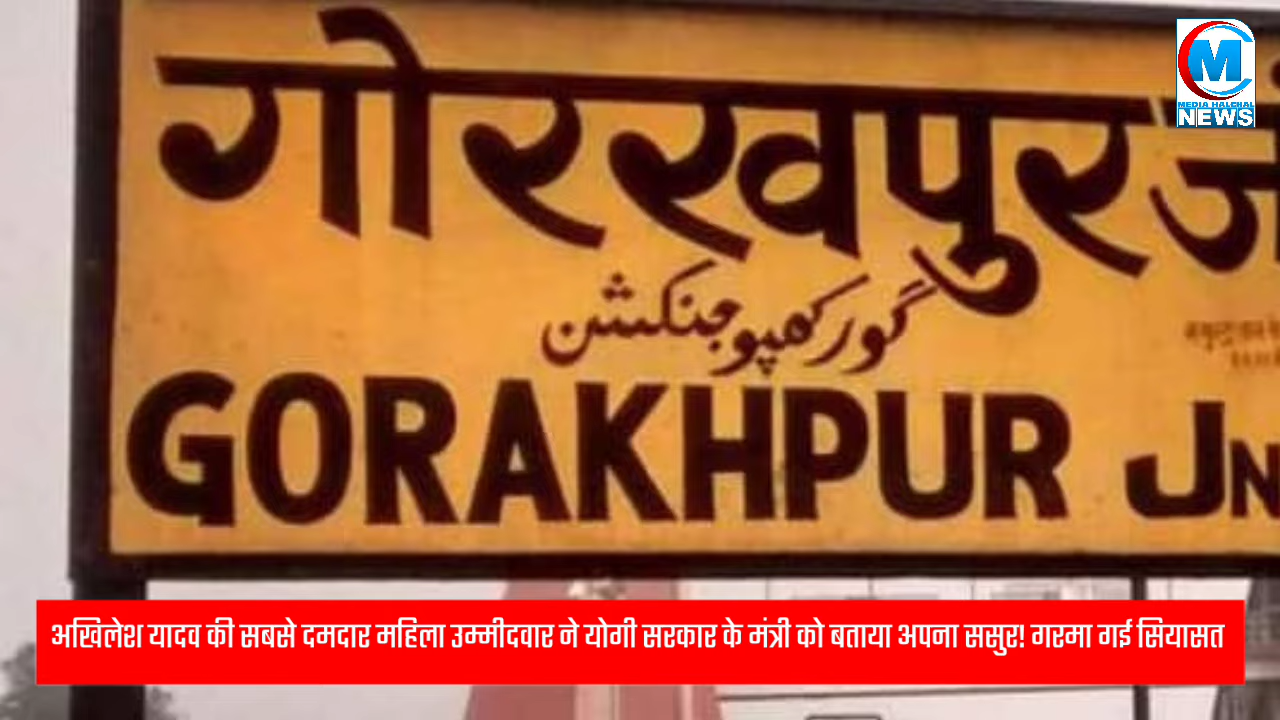 गोरखपुर जं
گورکھپو جنکشن
GORAKHPUR JN
MEDIA HALCHAL
NEWS
अखिलेश यादव की सबसे दमदार महिला उम्मीदवार ने योगी सरकार के मंत्री को बताया अपना ससुर! गरमा गई सियासत